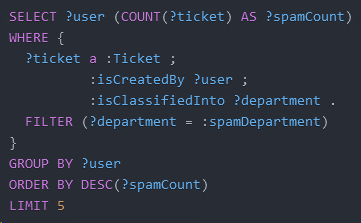 SELECT ?user (COUNT(?ticket) AS ?spamCount)
WHERE {
  ?ticket a :Ticket ;
          :isCreatedBy ?user ;
          :isClassifiedInto ?department .
  FILTER (?department = :spamDepartment)
}
GROUP BY ?user
ORDER BY DESC(?spamCount)
LIMIT 5